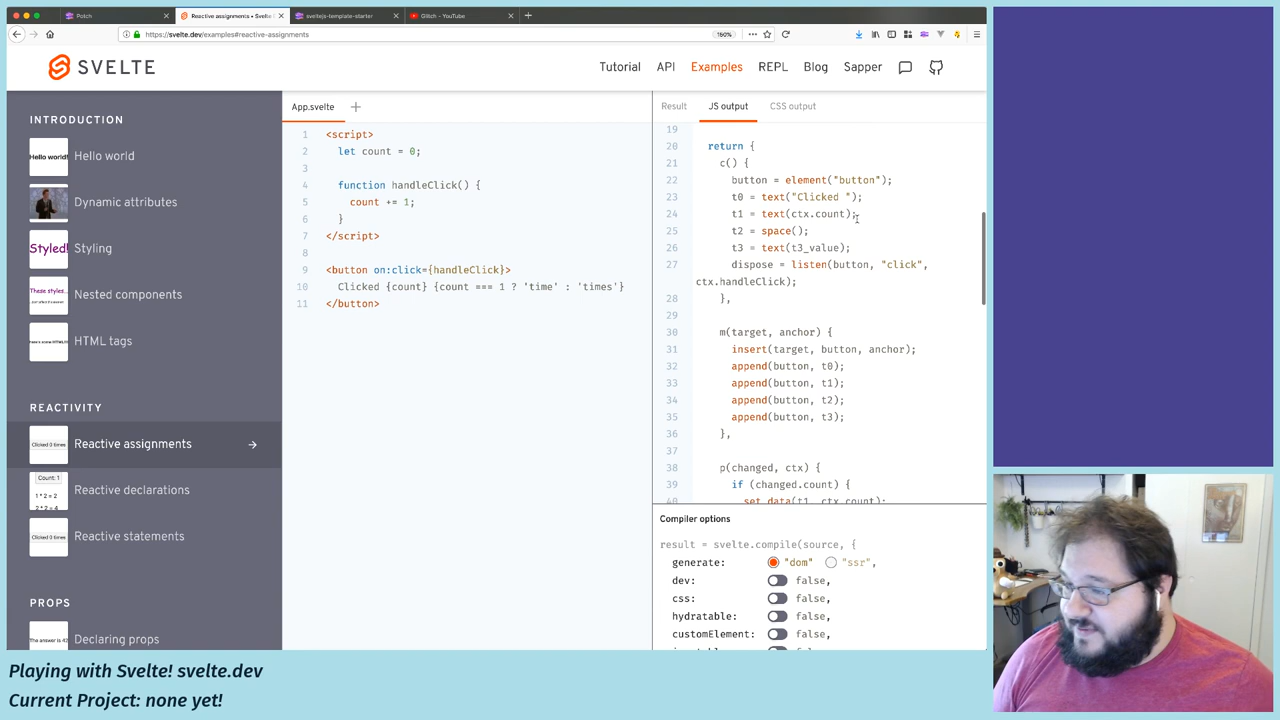 Patch
Reactive assignments • Svelte
sveltejs-template-starter
Glitch - YouTube
https://svelte.dev/examples#reactive-assignments
150%
SVELTE
Tutorial
API
Examples
REPL
Blog
Sapper
INTRODUCTION
Hello world!
Hello world
Dynamic attributes
Styled!
Styling
These styles...
Nested components
HTML tags
REACTIVITY
Clicked 0 times
Reactive assignments
Count: 1
1 * 2 = 2
2 * 2 = 4
Reactive declarations
Clicked 0 times
Reactive statements
PROPS
The answer is 42
Declaring props
App.svelte
1 <script>
2 let count = 0;
3
4 function handleClick() {
5 count += 1;
6 }
7 </script>
8
9 <button on:click={handleClick}>
10 Clicked {count} {count === 1 ? 'time' : 'times'}
11 </button>
Result
JS output
CSS output
19
20 return {
21 c() {
22 button = element("button");
23 t0 = text("Clicked ");
24 t1 = text(ctx.count);
25 t2 = space();
26 t3 = text(t3_value);
27 dispose = listen(button, "click",
ctx.handleClick);
28 },
29
30 m(target, anchor) {
31 insert(target, button, anchor);
32 append(button, t0);
33 append(button, t1);
34 append(button, t2);
35 append(button, t3);
36 },
37
38 p(changed, ctx) {
39 if (changed.count) {
40 set_data(t1, ctx.count);
Compiler options
result = svelte.compile(source, {
generate: "dom" "ssr",
dev: false,
css: false,
hydratable: false,
customElement: false,
Playing with Svelte! svelte.dev
Current Project: none yet!